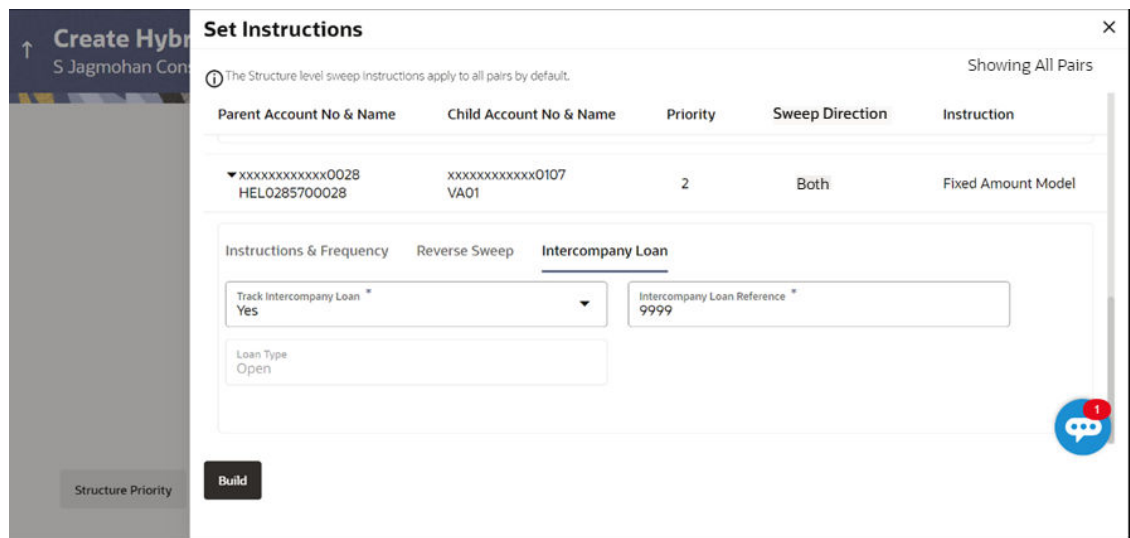 ↑ Create Hybr
S Jagmohan Cons
Set Instructions
×
The Structure level sweep instructions apply to all pairs by default.
Showing All Pairs
Parent Account No & Name Child Account No & Name Priority Sweep Direction Instruction
xxxxxxxxxxxx0028 xxxxxxxxxxxx0107 2 Both Fixed Amount Model
HEL0285700028 VA01
Instructions & Frequency Reverse Sweep Intercompany Loan
Track Intercompany Loan * Intercompany Loan Reference *
Yes 9999
Loan Type
Open
1
Build
Structure Priority